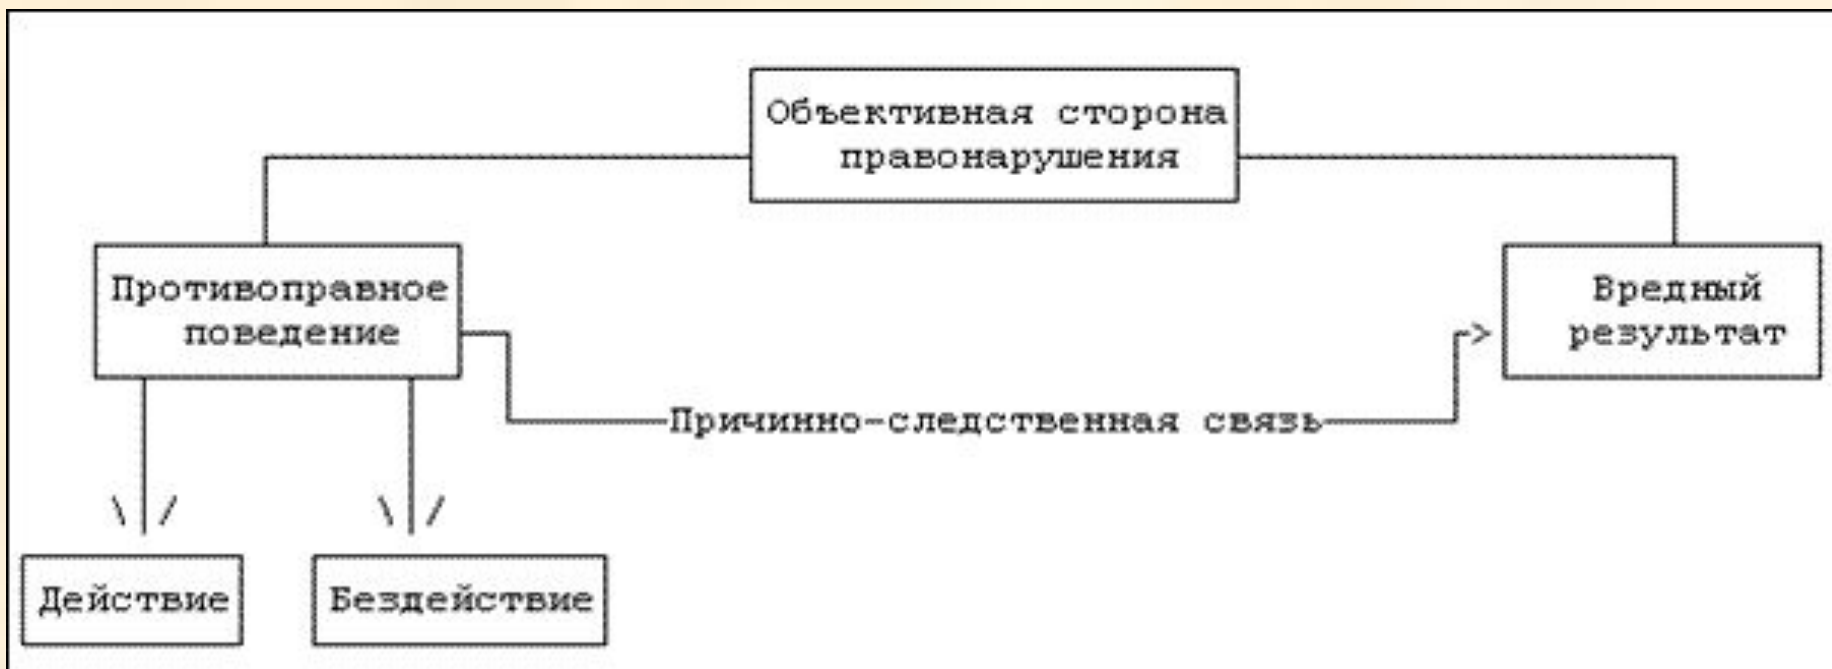 Объективная сторона
правонарушения
Противоправное
поведение
Вредный
результат
Причинно-следственная связь
Действие
Бездействие